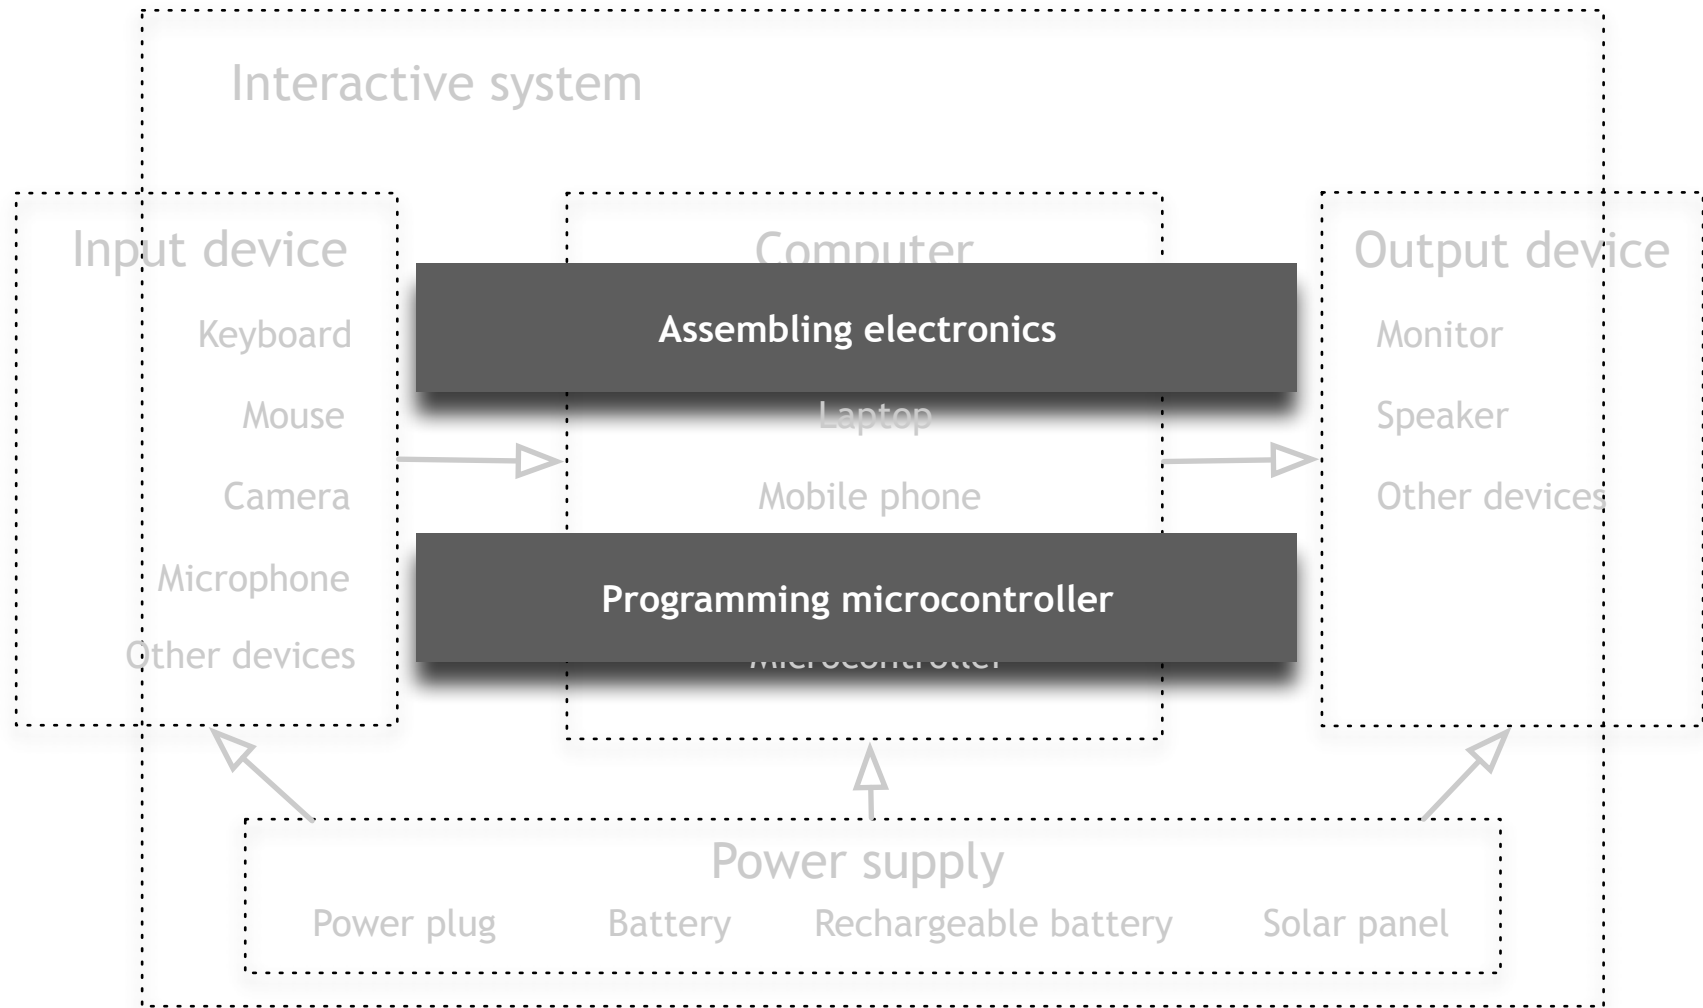 Interactive system
Input device
Keyboard
Mouse
Camera
Microphone
Other devices
Computer
Assembling electronics
Laptop
Mobile phone
Programming microcontroller
Microcontroller
Output device
Monitor
Speaker
Other devices
Power supply
Power plug Battery Rechargeable battery Solar panel